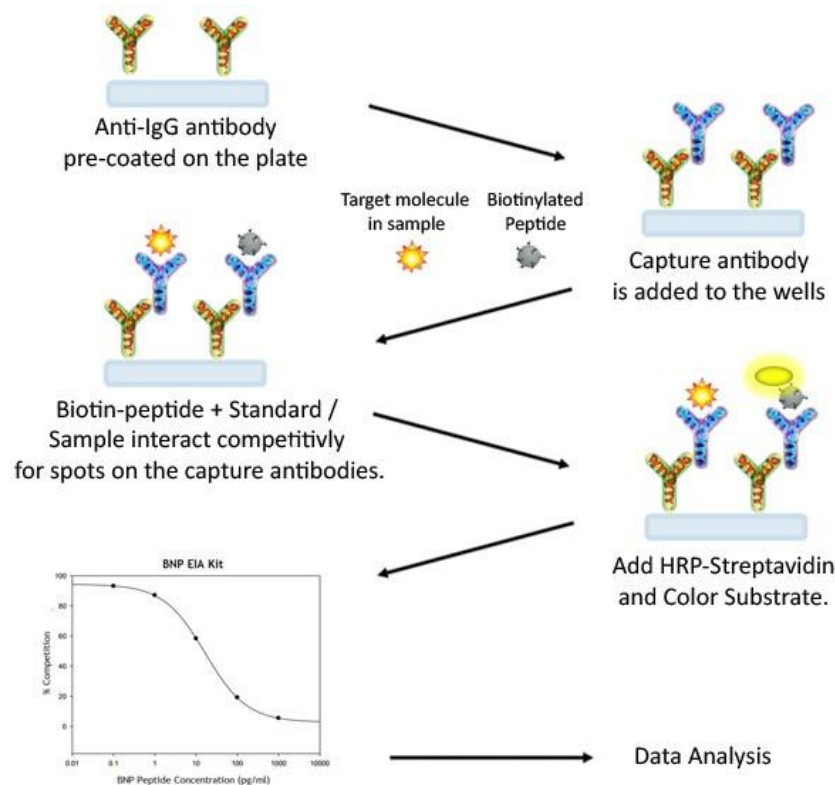 Anti-IgG antibody
pre-coated on the plate
Target molecule
in sample
Biotinylated
Peptide
Capture antibody
is added to the wells
Biotin-peptide + Standard /
Sample interact competitivly
for spots on the capture antibodies.
Add HRP-Streptavidin
and Color Substrate.
BNP EIA Kit
% Competition
100
80
60
40
20
0
0.01 0.1 1 10 100 1000 10000
BNP Peptide Concentration (pg/ml)
Data Analysis